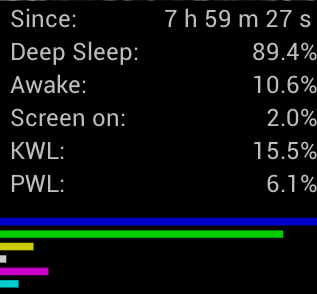 Since: 7 h 59 m 27 s
Deep Sleep: 89.4%
Awake: 10.6%
Screen on: 2.0%
KWL: 15.5%
PWL: 6.1%